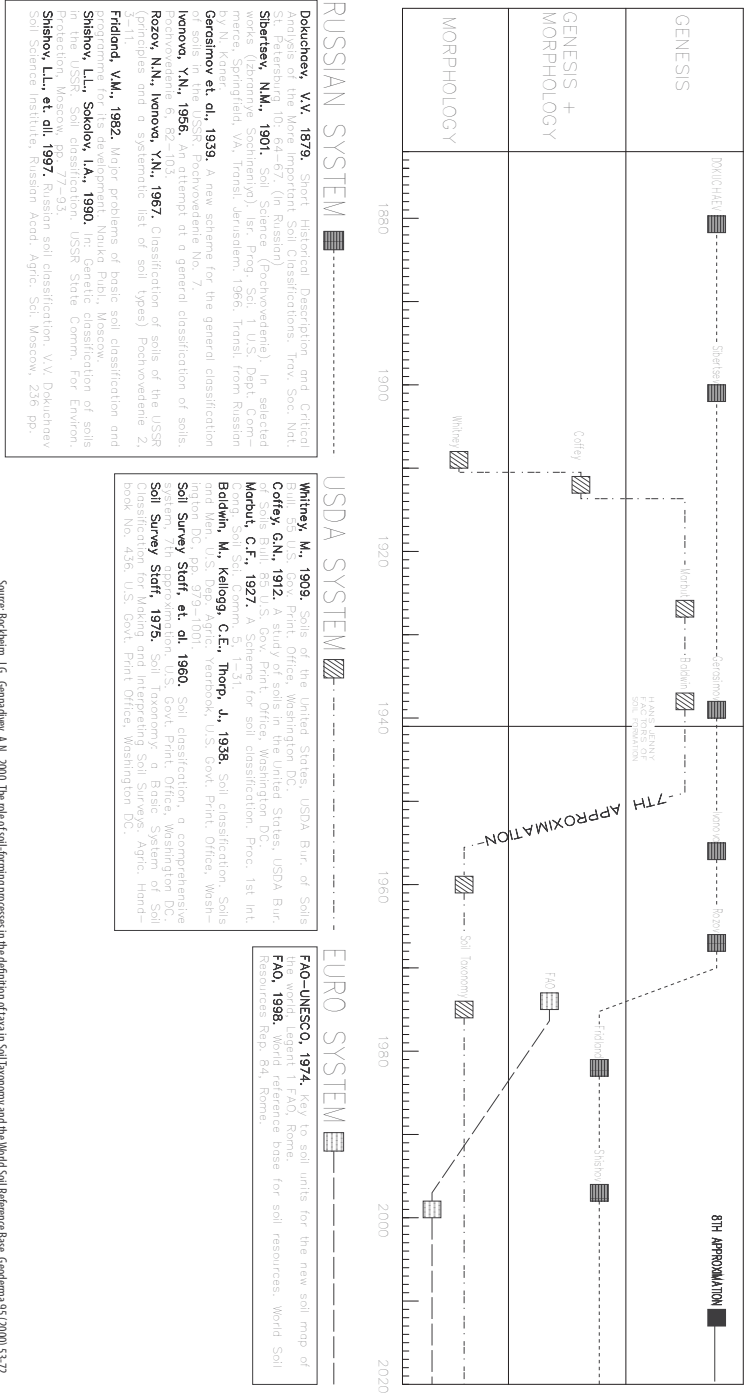 GENESIS
GENESIS +
MORPHOLOGY
MORPHOLOGY
DOKUCHAEV
Sibertsev
Gerasimov
Ivanova
Rozov
8TH APPROXIMATION
Marbut
Baldwin
HANS JENNY
FACTORS OF
SOIL FORMATION
Fridland
Shishov
Coffey
7TH APPROXIMATION
FAO
Whitney
Soil Taxonomy
1880
1900
1920
1940
1960
1980
2000
2020
RUSSIAN SYSTEM
Dokuchaev, V.V. 1879. Short Historical Description and Critical
Analysis of the More Important Soil Classifications. Trav. Soc. Nat.
St. Petersburg 10:64-67 (In Russian)
Sibertsev, N.M., 1901. Soil Science (Pochvovedenie). In selected
works (Izbrannye Sochineniya). Isr. Prog. Sci. 1 U.S. Dept. Com-
merce, Springfield, VA, Transl. Jerusalem, 1966. Transl. from Russian
by N. Kaner.
Gerasimov et. al., 1939. A new scheme for the general classification
of soils in the USSR. Pochvovedenie No. 7.
Ivanova, Y.N., 1956. An attempt at a general classification of soils.
Pochvovedenie 6, 82-103.
Rozov, N.N., Ivanova, Y.N., 1967. Classification of soils of the USSR
(principles and a systematic list of soil types) Pochvovedenie 2,
3-11.
Fridland, V.M., 1982. Major problems of basic soil classification and
programme for its development. Nauka Publ., Moscow.
Shishov, L.L., Sokolov, I.A., 1990. In: Genetic classification of soils
in the USSR. Soil classification. USSR State Comm. For Environ.
Protection, Moscow, pp. 77-93.
Shishov, L.L., et. all. 1997. Russian soil classification. V.V. Dokuchaev
Soil Science Institute, Russian Acad. Agric. Sci. Moscow, 236 pp.
USDA SYSTEM
Whitney, M., 1909. Soils of the United States, USDA Bur. of Soils
Bull. 55 U.S. Gov. Print. Office, Washington DC.
Coffey, G.N., 1912. A study of soils in the United States, USDA Bur.
of Soils Bull. 85 U.S. Gov. Print. Office, Washington DC.
Marbut, C.F., 1927. A Scheme for soil classification. Proc. 1st Int.
Cong. Soil Sci. Comm. 5, 1-31.
Baldwin, M., Kellogg, C.E., Thorp, J., 1938. Soil classification, Soils
and Men, U.S. Dep. Agric. Yearbook, U.S. Govt. Print. Office, Wash-
ington DC, pp. 979-1001.
Soil Survey Staff, et. al. 1960. Soil classifcation, a comprehensive
system, 7th approximation, U.S. Govt. Print. Office, Washington DC.
Soil Survey Staff, 1975. Soil Taxonomy, a Basic System of Soil
Classification for Making and Interpreting Soil Surveys. Agric. Hand-
book No. 436, U.S. Govt. Print Office, Washington DC.
EURO SYSTEM
FAO-UNESCO, 1974. Key to soil units for the new soil map of
the world, Legent 1 FAO, Rome.
FAO, 1998. World reference base for soil resources. World Soil
Resources Rep. 84, Rome.